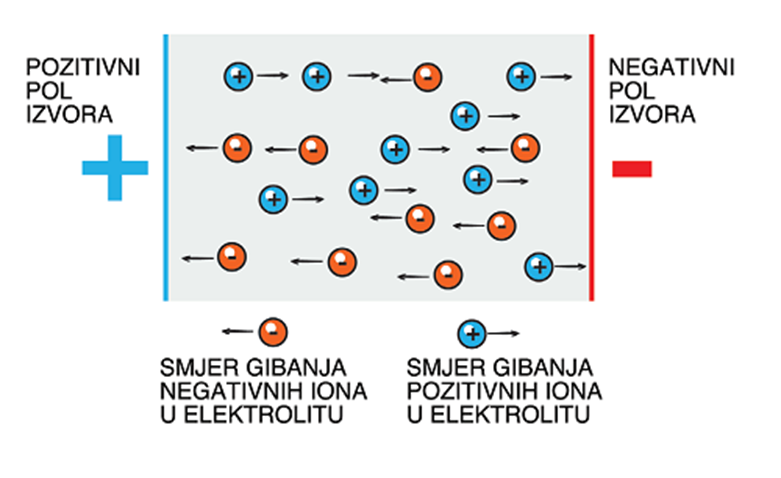 POZITIVNI
POL
IZVORA
NEGATIVNI
POL
IZVORA
SMJER GIBANJA
NEGATIVNIH IONA
U ELEKTROLITU
SMJER GIBANJA
POZITIVNIH IONA
U ELEKTROLITU